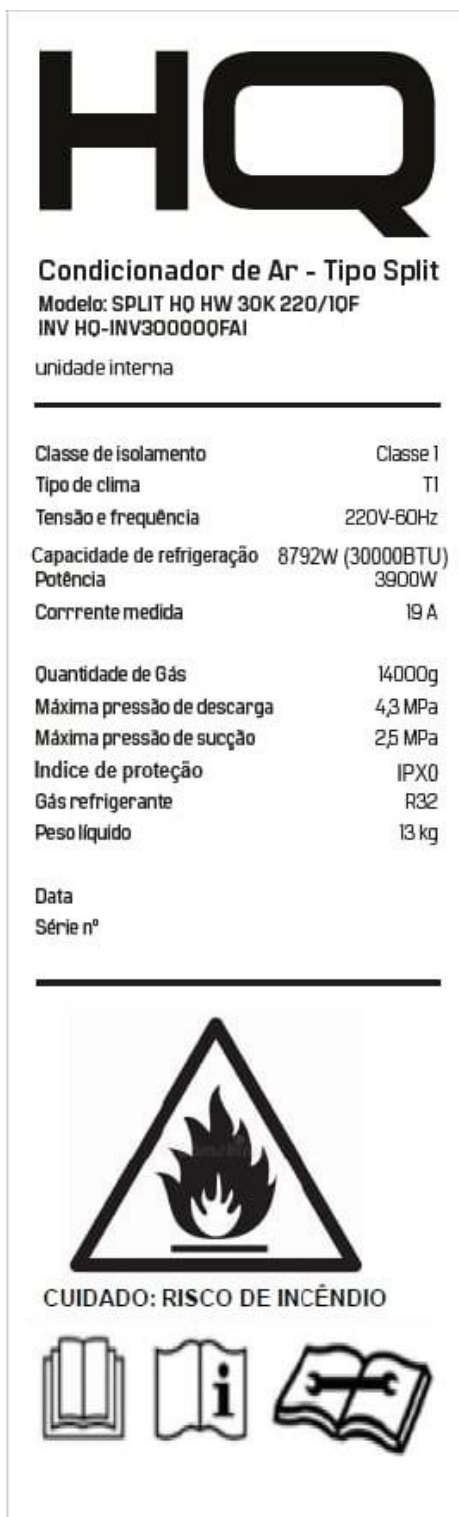 HQ
Condicionador de Ar - Tipo Split
Modelo: SPLIT HQ HW 30K 220/1QF
INV HQ-INV30000QFAI
unidade interna
Classe de isolamento Classe 1
Tipo de clima T1
Tensão e frequência 220V-60Hz
Capacidade de refrigeração 8792W (30000BTU)
Potência 3900W
Corrrente medida 19 A
Quantidade de Gás 14000g
Máxima pressão de descarga 4,3 MPa
Máxima pressão de sucção 2,5 MPa
Indice de proteção IPX0
Gás refrigerante R32
Peso líquido 13 kg
Data
Série nº
CUIDADO: RISCO DE INCÊNDIO
i